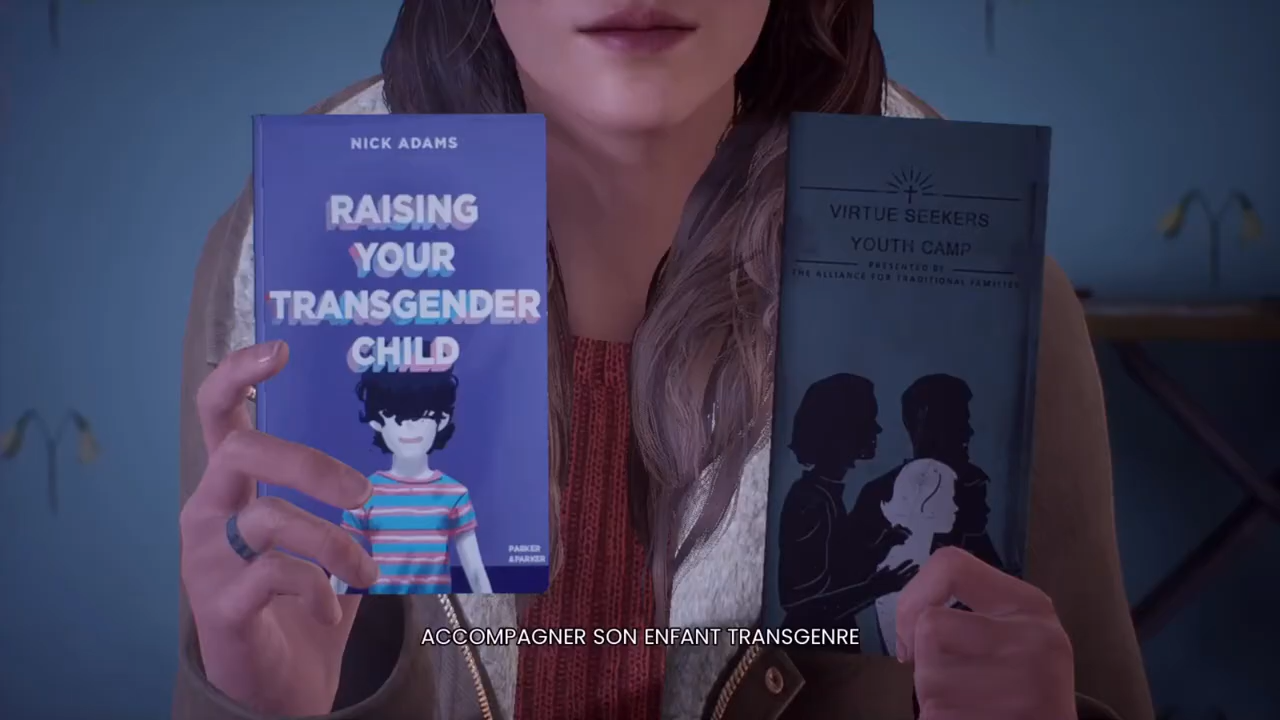 NICK ADAMS
RAISING
YOUR
TRANSGENDER
CHILD
PARKER
&PARKER
VIRTUE SEEKERS
YOUTH CAMP
PRESENTED BY
THE ALLIANCE FOR TRADITIONAL FAMILIES
ACCOMPAGNER SON ENFANT TRANSGENRE